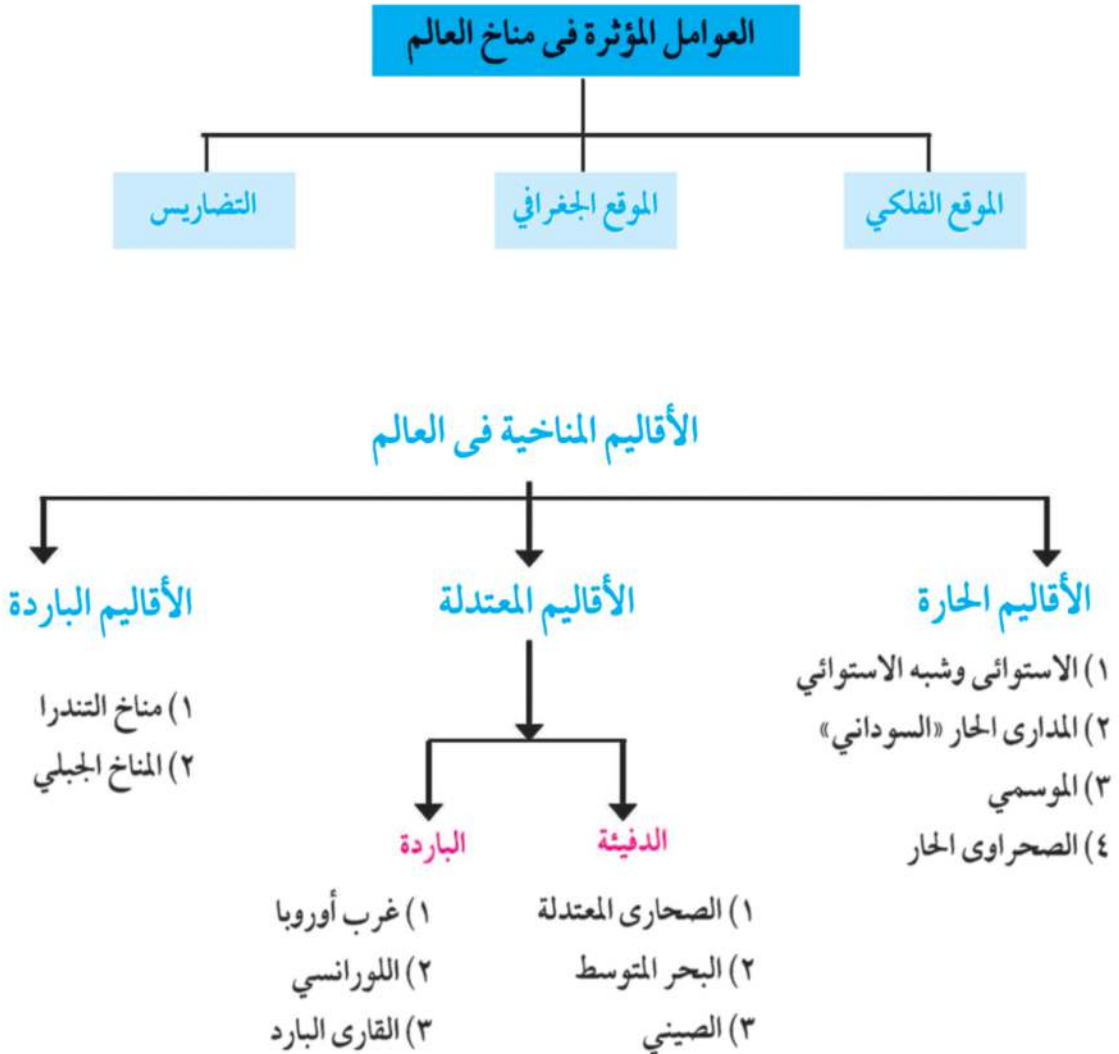 العوامل المؤثرة فى مناخ العالم
الموقع الفلكي
الموقع الجغرافي
التضاريس
الأقاليم المناخية فى العالم
الأقاليم الحارة
١) الاستوائى وشبه الاستوائي
٢) المدارى الحار «السوداني»
٣) الموسمي
٤) الصحراوى الحار
الأقاليم المعتدلة
الدفيئة
١) الصحارى المعتدلة
٢) البحر المتوسط
٣) الصيني
الباردة
١) غرب أوروبا
٢) اللورانسي
٣) القارى البارد
الأقاليم الباردة
١) مناخ التندرا
٢) المناخ الجبلي